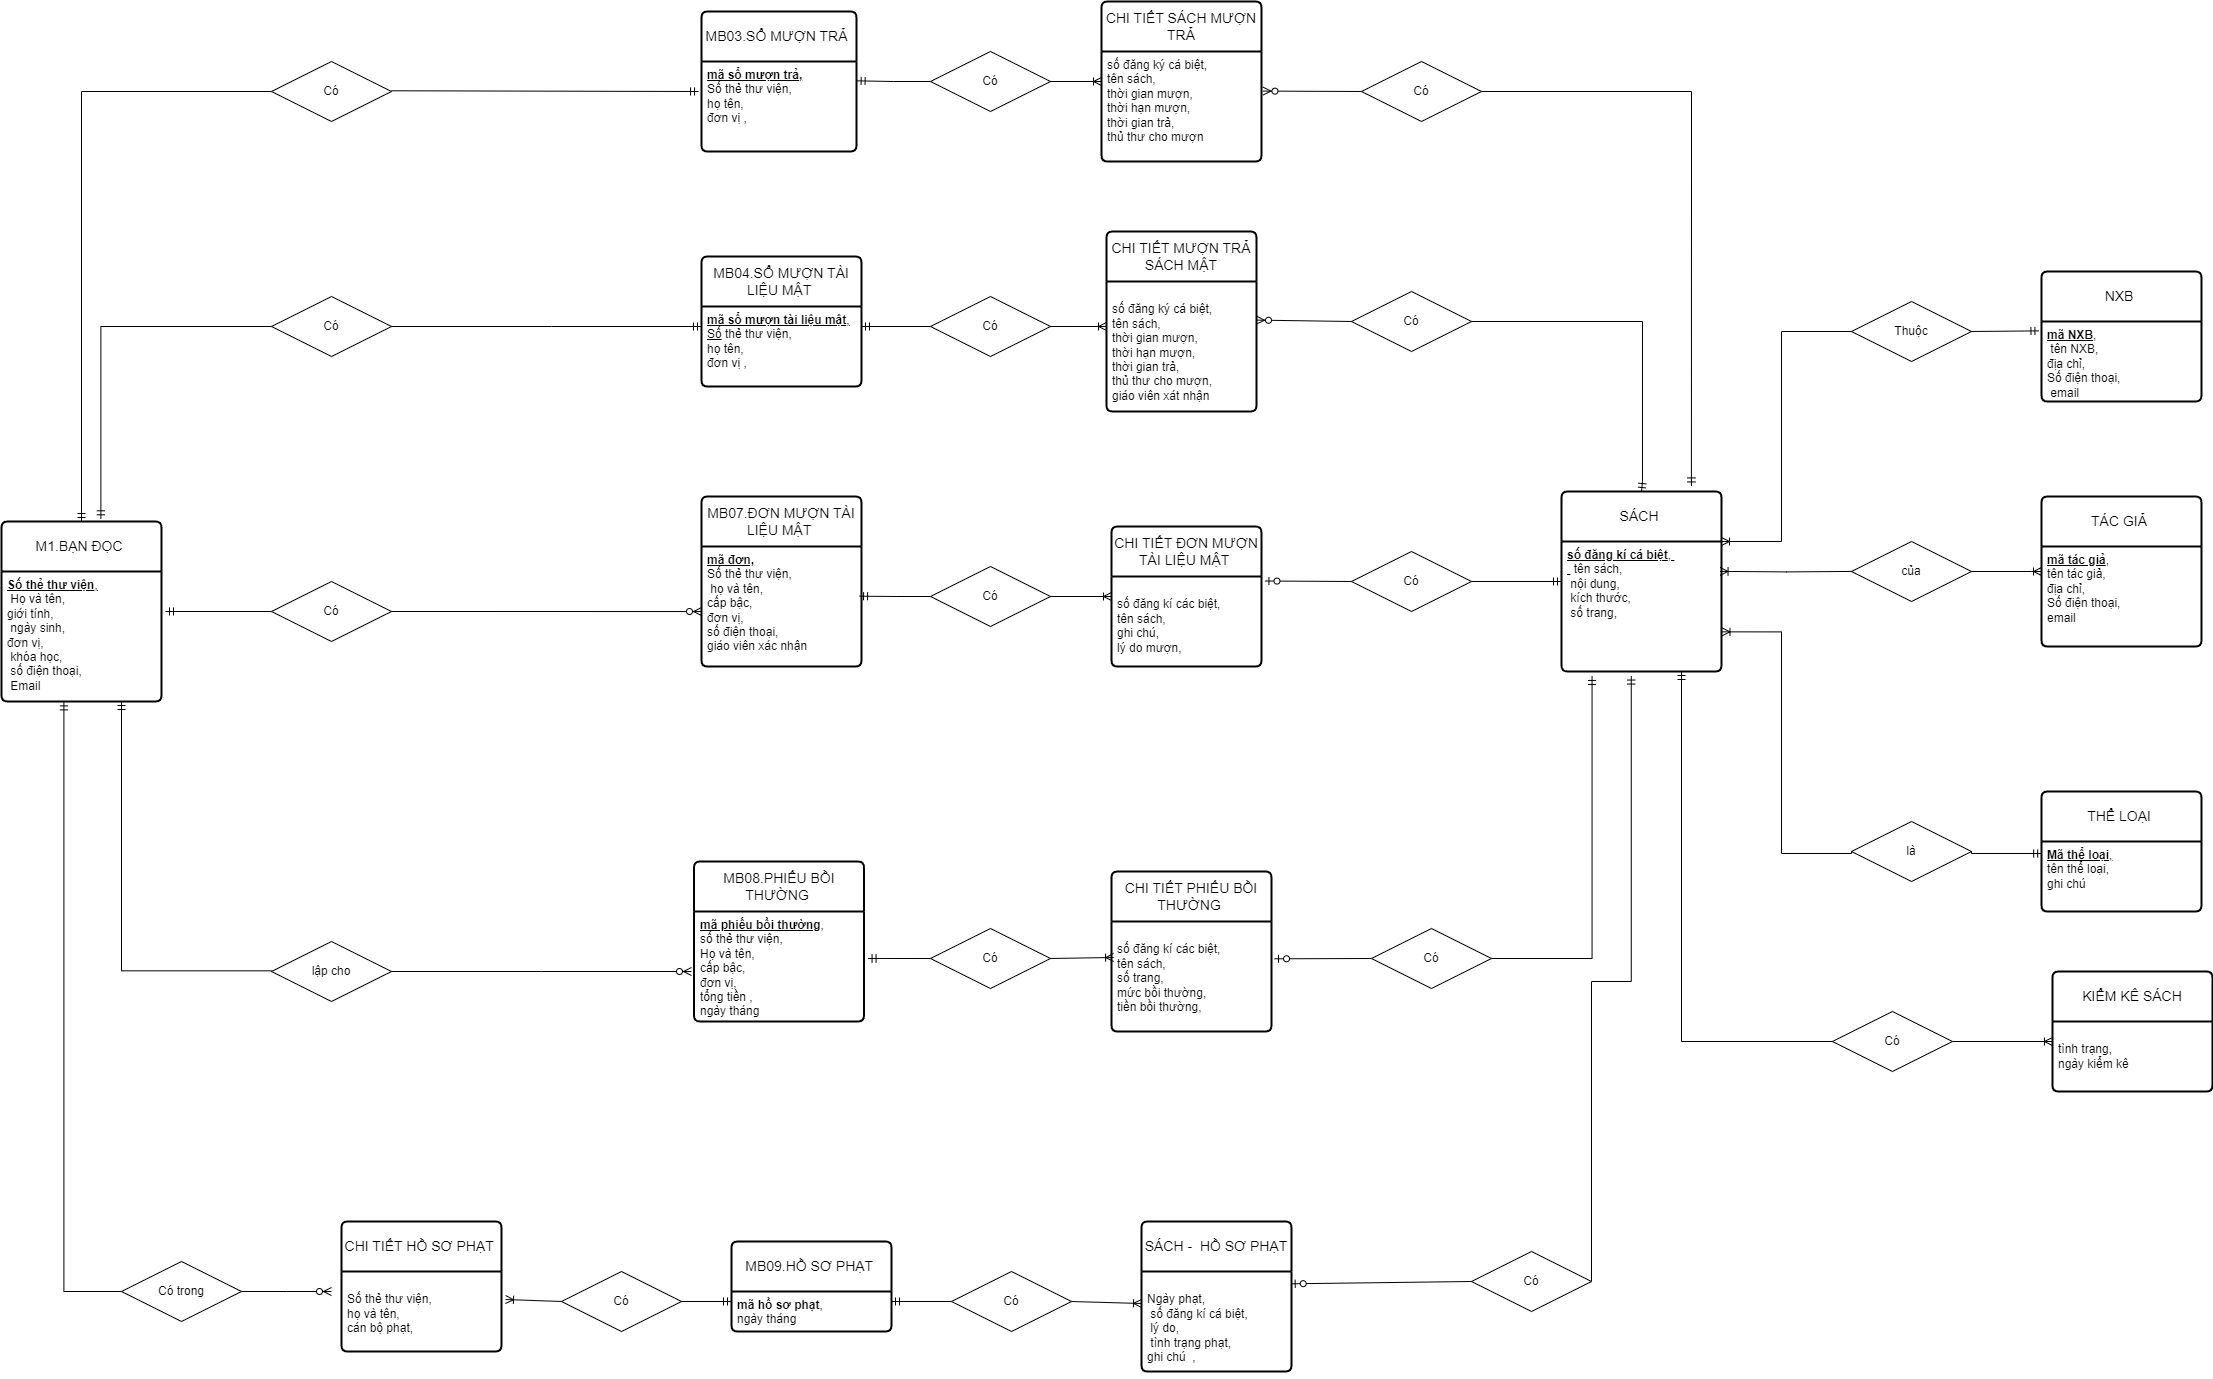 MB03.SỔ MƯỢN TRẢ
mã sổ mượn trả,
Số thẻ thư viện,
họ tên,
đơn vị ,
CHI TIẾT SÁCH MƯỢN
TRẢ
số đăng ký cá biệt,
tên sách,
thời gian mượn,
thời hạn mượn,
thời gian trả,
thủ thư cho mượn
Có
Có
Có
MB04.SỔ MƯỢN TÀI
LIỆU MẬT
mã sổ mượn tài liệu mật,
Số thẻ thư viện,
họ tên,
đơn vị ,
CHI TIẾT MƯỢN TRẢ
SÁCH MẬT
số đăng ký cá biệt,
tên sách,
thời gian mượn,
thời hạn mượn,
thời gian trả,
thủ thư cho mượn,
giáo viên xát nhận
Có
Có
Có
NXB
mã NXB,
tên NXB,
địa chỉ,
Số điện thoại,
email
Thuộc
M1.BẠN ĐỌC
Số thẻ thư viện,
Họ và tên,
giới tính,
ngày sinh,
đơn vị,
khóa học,
số điện thoại,
Email
Có
MB07.ĐƠN MƯỢN TÀI
LIỆU MẬT
mã đơn,
Số thẻ thư viện,
họ và tên,
cấp bậc,
đơn vị,
số điện thoại,
giáo viên xác nhận
Có
CHI TIẾT ĐƠN MƯỢN
TÀI LIỆU MẬT
số đăng kí các biệt,
tên sách,
ghi chú,
lý do mượn,
Có
SÁCH
số đăng kí cá biệt,
tên sách,
nội dung,
kích thước,
số trang,
của
TÁC GIẢ
mã tác giả,
tên tác giả,
địa chỉ,
Số điện thoại,
email
là
THỂ LOẠI
Mã thể loại,
tên thể loại,
ghi chú
lập cho
MB08.PHIẾU BỒI
THƯỜNG
mã phiếu bồi thường,
số thẻ thư viện,
Họ và tên,
cấp bậc,
đơn vị,
tổng tiền ,
ngày tháng
Có
CHI TIẾT PHIẾU BỒI
THƯỜNG
số đăng kí các biệt,
tên sách,
số trang,
mức bồi thường,
tiền bồi thường,
Có
Có
KIỂM KÊ SÁCH
tình trạng,
ngày kiểm kê
Có trong
CHI TIẾT HỒ SƠ PHẠT
Số thẻ thư viện,
họ và tên,
cán bộ phạt,
Có
MB09.HỒ SƠ PHẠT
mã hồ sơ phạt,
ngày tháng
Có
SÁCH - HỒ SƠ PHẠT
Ngày phạt,
số đăng kí cá biệt,
lý do,
tình trạng phạt,
ghi chú ,
Có